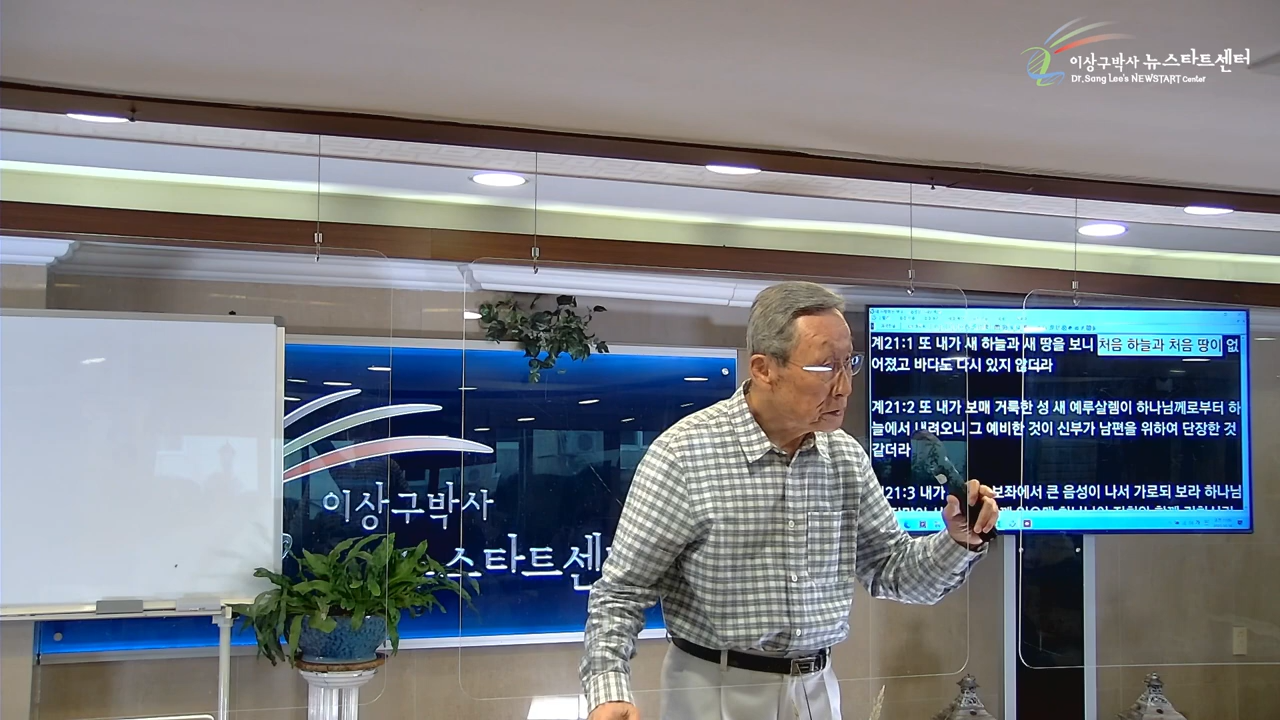 이상구박사 뉴스타트센터
Dr. Sang Lee's NEWSTART Center
계21:1 또 내가 새 하늘과 새 땅을 보니 처음 하늘과 처음 땅이 없
어졌고 바다도 다시 있지 않더라
계21:2 또 내가 보매 거룩한 성 새 예루살렘이 하나님께로부터 하
늘에서 내려오니 그 예비한 것이 신부가 남편을 위하여 단장한 것
같더라
계21:3 내가 보좌에서 큰 음성이 나서 가로되 보라 하나님
이상구박사
스타트센